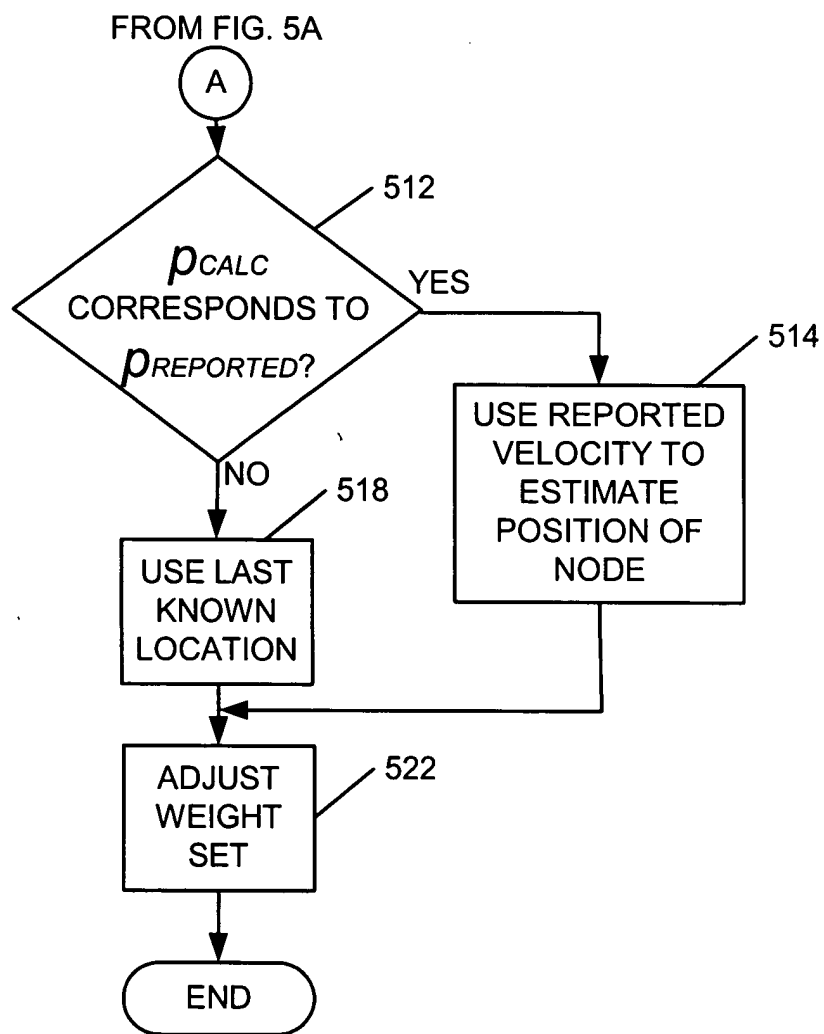 FROM FIG. 5A
A
512
pCALC
CORRESPONDS TO
pREPORTED?
YES
514
USE REPORTED
VELOCITY TO
ESTIMATE
POSITION OF
NODE
NO
518
USE LAST
KNOWN
LOCATION
522
ADJUST
WEIGHT
SET
END